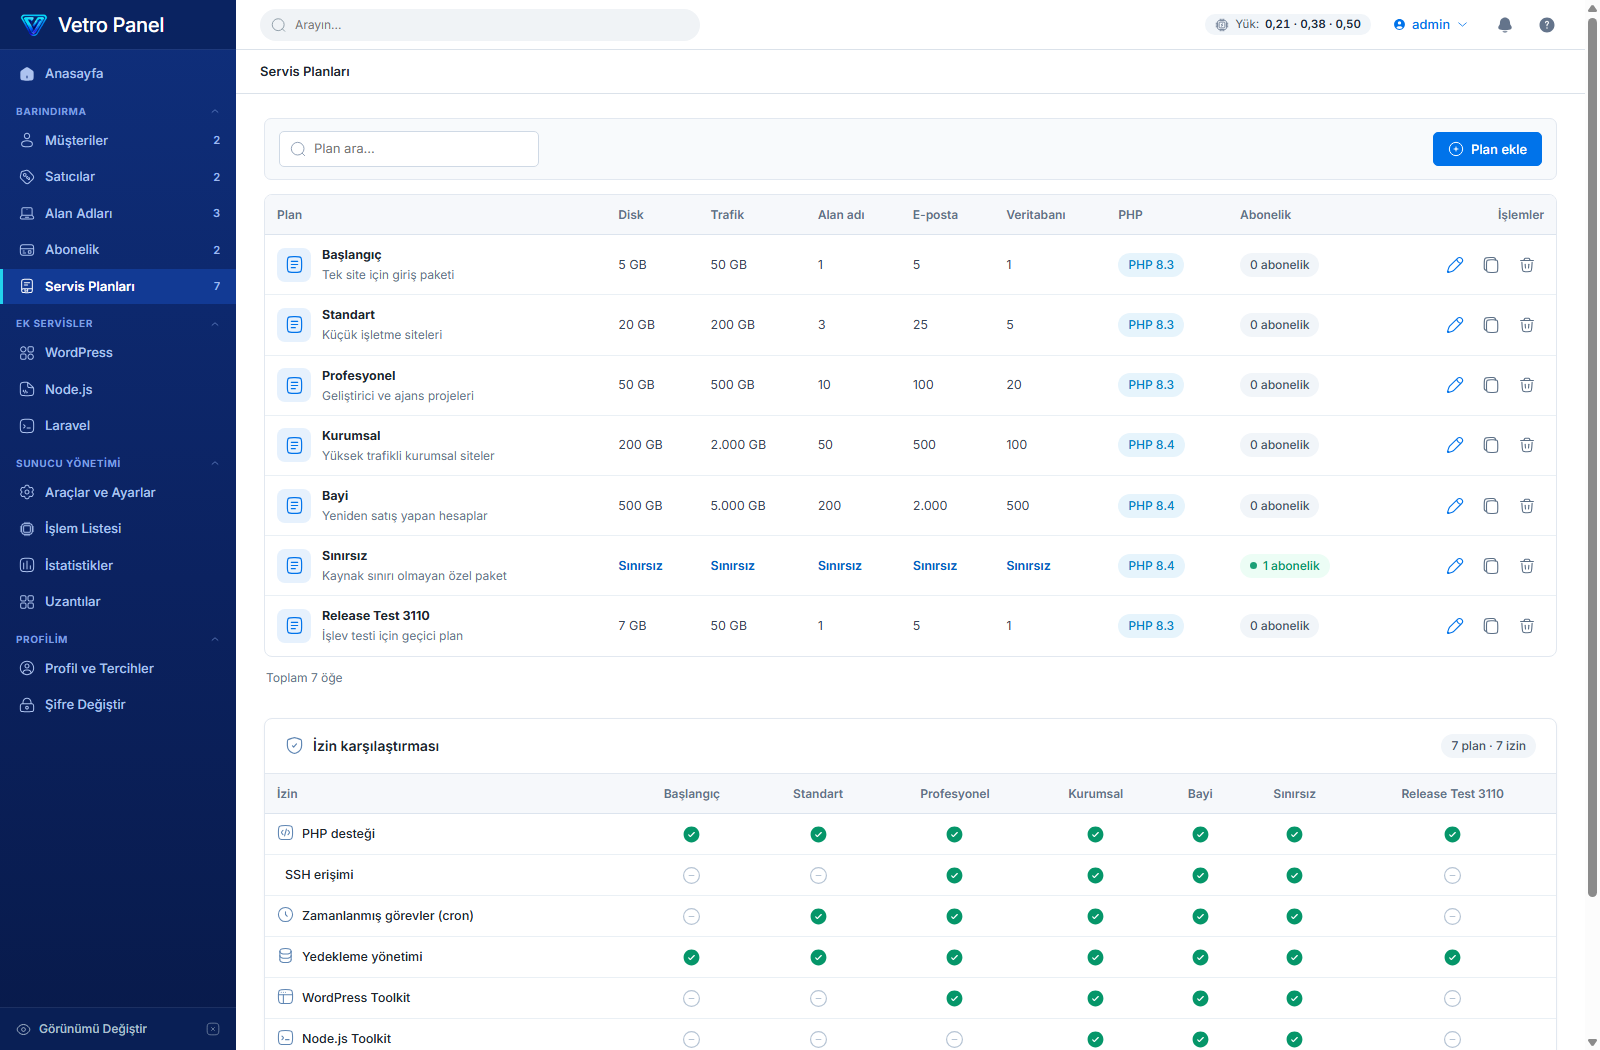 Vetro Panel
Arayın...
Yük: 0,21 · 0,38 · 0,50
admin
Anasayfa
BARINDIRMA
Müşteriler 2
Satıcılar 2
Alan Adları 3
Abonelik 2
Servis Planları 7
EK SERVİSLER
WordPress
Node.js
Laravel
SUNUCU YÖNETİMİ
Araçlar ve Ayarlar
İşlem Listesi
İstatistikler
Uzantılar
PROFİLİM
Profil ve Tercihler
Şifre Değiştir
Görünümü Değiştir
Servis Planları
Plan ara...
Plan ekle
Plan Disk Trafik Alan adı E-posta Veritabanı PHP Abonelik İşlemler
Başlangıç
Tek site için giriş paketi
5 GB 50 GB 1 5 1 PHP 8.3 0 abonelik
Standart
Küçük işletme siteleri
20 GB 200 GB 3 25 5 PHP 8.3 0 abonelik
Profesyonel
Geliştirici ve ajans projeleri
50 GB 500 GB 10 100 20 PHP 8.3 0 abonelik
Kurumsal
Yüksek trafikli kurumsal siteler
200 GB 2.000 GB 50 500 100 PHP 8.4 0 abonelik
Bayi
Yeniden satış yapan hesaplar
500 GB 5.000 GB 200 2.000 500 PHP 8.4 0 abonelik
Sınırsız
Kaynak sınırı olmayan özel paket
Sınırsız Sınırsız Sınırsız Sınırsız Sınırsız PHP 8.4 1 abonelik
Release Test 3110
İşlev testi için geçici plan
7 GB 50 GB 1 5 1 PHP 8.3 0 abonelik
Toplam 7 öğe
İzin karşılaştırması
7 plan · 7 izin
İzin Başlangıç Standart Profesyonel Kurumsal Bayi Sınırsız Release Test 3110
PHP desteği
SSH erişimi
Zamanlanmış görevler (cron)
Yedekleme yönetimi
WordPress Toolkit
Node.js Toolkit